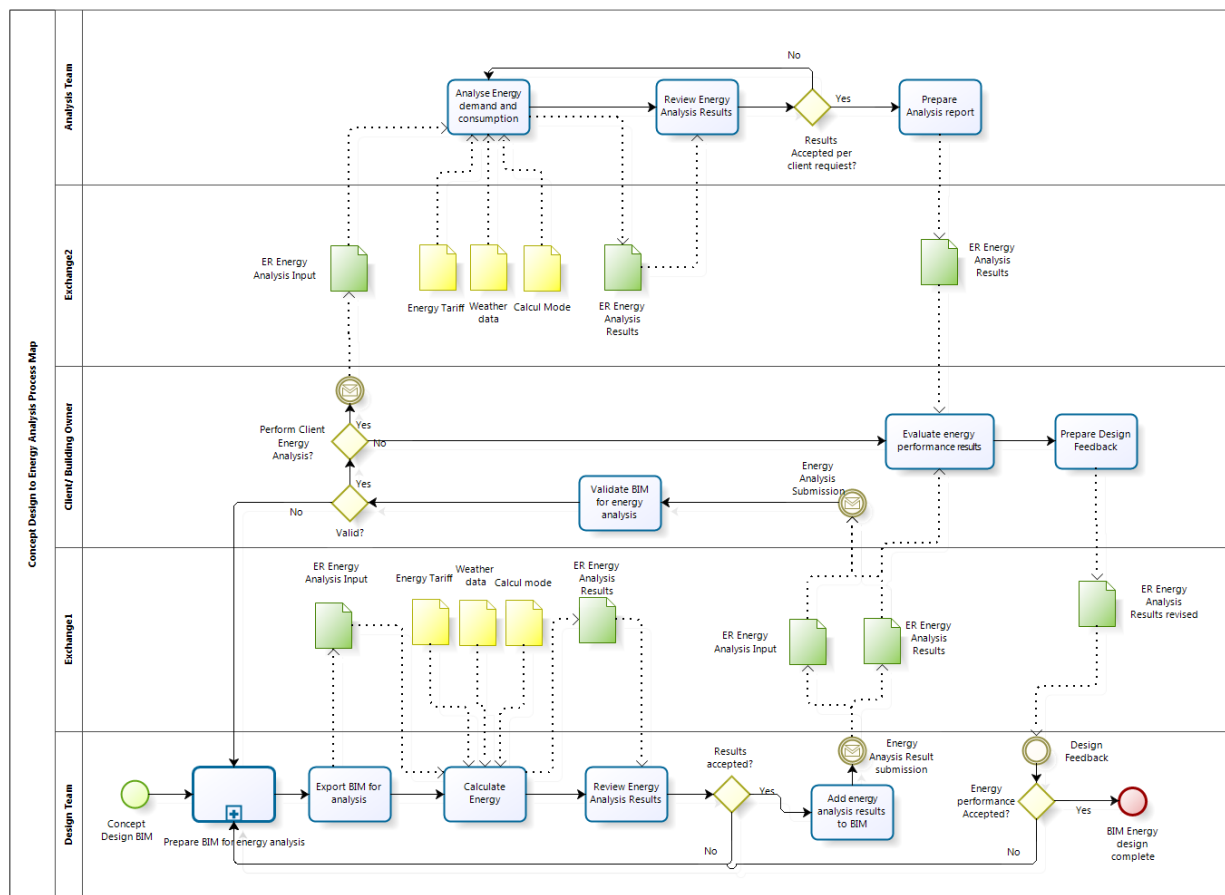 Concept Design to Energy Analysis Process Map
Analysis Team
No
Analyse Energy
demand and
consumption
Review Energy
Analysis Results
Yes
Prepare
Analysis report
Results
Accepted per
client requiest?
Exchange2
ER Energy
Analysis Input
Energy Tariff
Weather
data
Calcul Mode
ER Energy
Analysis
Results
ER Energy
Analysis
Results
Client/ Building Owner
Perform Client
Energy
Analysis?
Yes
No
Evaluate energy
performance results
Prepare Design
Feedback
Yes
No
Valid?
Validate BIM
for energy
analysis
Energy
Analysis
Submission
Exchange1
ER Energy
Analysis Input
Energy Tariff
Weather
data
Calcul mode
ER Energy
Analysis
Results
ER Energy
Analysis Input
ER Energy
Analysis
Results
ER Energy
Analysis
Results revised
Design Team
Concept
Design BIM
Prepare BIM for energy analysis
Export BIM for
analysis
Calculate
Energy
Review Energy
Analysis Results
Results
accepted?
Yes
No
Add energy
analysis results
to BIM
Energy
Anaysis Result
submission
Design
Feedback
Energy
performance
Accepted?
Yes
No
BIM Energy
design
complete